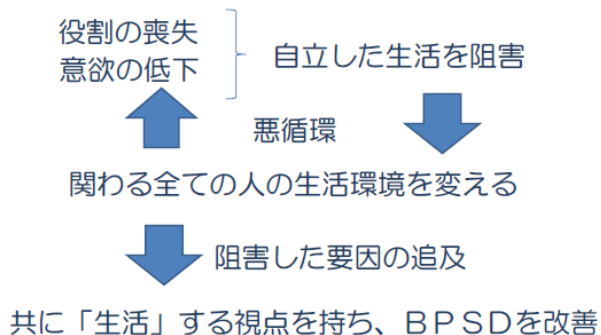 役割の喪失
意欲の低下
自立した生活を阻害
悪循環
関わる全ての人の生活環境を変える
阻害した要因の追及
共に「生活」する視点を持ち、ＢＰＳＤを改善